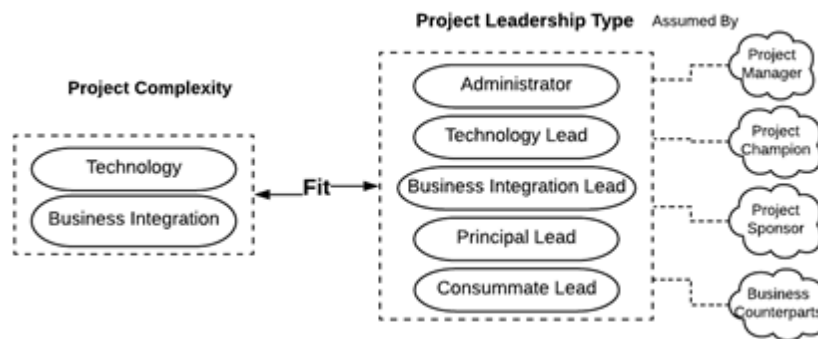 Project Leadership Type
Assumed By
Project Complexity
Technology
Business Integration
Fit
Administrator
Technology Lead
Business Integration Lead
Principal Lead
Consummate Lead
Project
Manager
Project
Champion
Project
Sponsor
Business
Counterparts